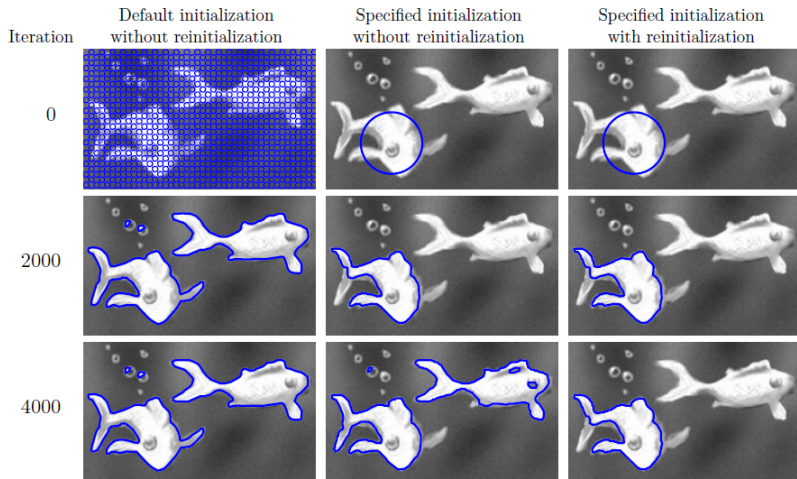 Default initialization
without reinitialization
Specified initialization
without reinitialization
Specified initialization
with reinitialization
Iteration
0
2000
4000